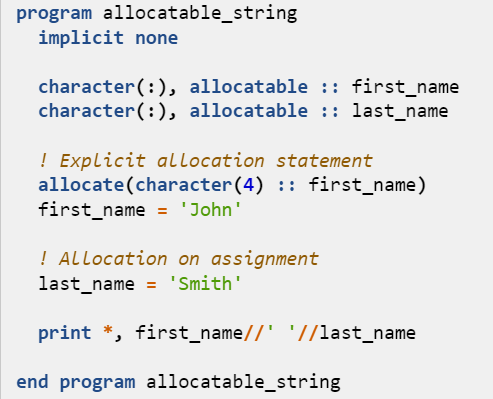 program allocatable_string
  implicit none

  character(:), allocatable :: first_name
  character(:), allocatable :: last_name

  ! Explicit allocation statement
  allocate(character(4) :: first_name)
  first_name = 'John'

  ! Allocation on assignment
  last_name = 'Smith'

  print *, first_name//' '//last_name

end program allocatable_string